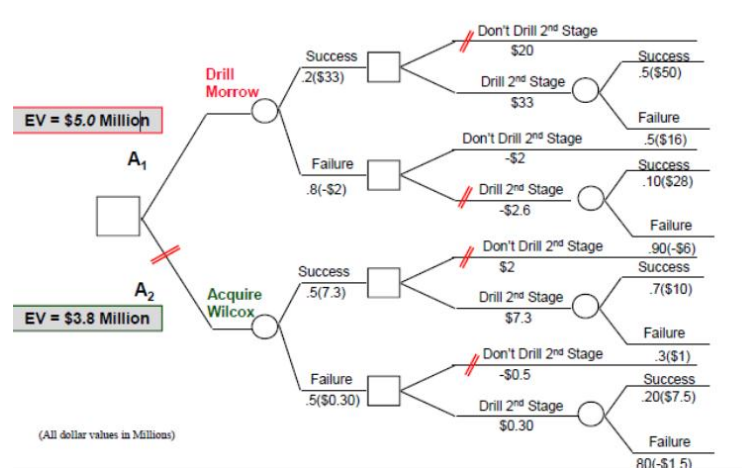 Don't Drill 2nd Stage
$20
Success
.2($33)
Drill
Morrow
Drill 2nd Stage
$33
Success
.5($50)
Failure
.5($16)
EV = $5.0 Million
A1
Failure
.8(-$2)
Don't Drill 2nd Stage
-$2
Drill 2nd Stage
-$2.6
Success
.10($28)
Failure
.90(-$6)
A2
EV = $3.8 Million
Acquire
Wilcox
Success
.5(7.3)
Don't Drill 2nd Stage
$2
Drill 2nd Stage
$7.3
Success
.7($10)
Failure
.3($1)
Failure
.5($0.30)
Don't Drill 2nd Stage
-$0.5
Drill 2nd Stage
$0.30
Success
.20($7.5)
Failure
80(-$1.5)
(All dollar values in Millions)